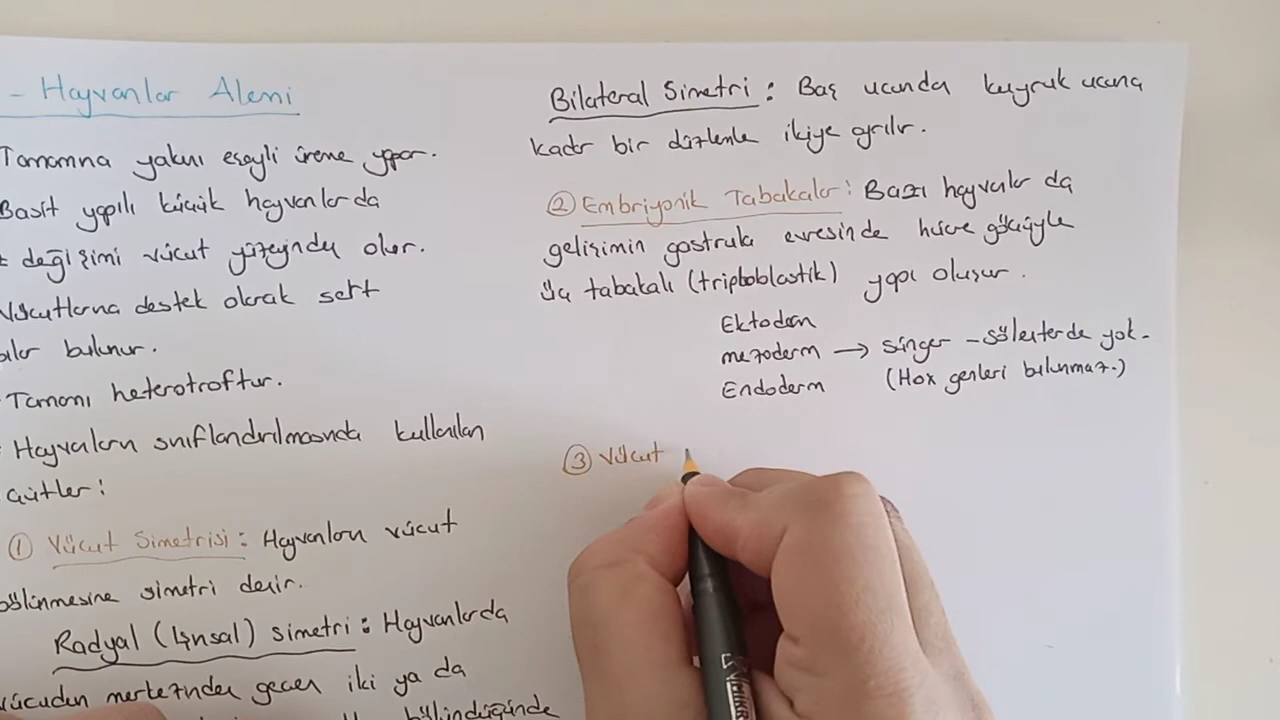 - Hayvanlar Alemi
Tamamına yakını eşeyli üreme yapar.
Basit yapılı küçük hayvanlarda
değişimi vücut yüzeyinden olur.
Vücutlarına destek olarak sert
bulunur.
Tamamı heterotroftur.
Hayvanların sınıflandırılmasında kullanılan
① Vücut Simetrisi: Hayvanların vücut
bölünmesine simetri denir.
Radyal (Işınsal) simetri: Hayvanlarda
vücuden merkezinden geçen iki ya da
bölündüğünde
Bilateral Simetri: Baş ucundan kuyruk ucuna
kadar bir düzlemle ikiye ayrılır.
② Embriyonik Tabakalar: Bazı hayvanlar da
gelişimin gastrula evresinde hücre göçüyle
üç tabakalı (triploblastik) yapı oluşur.
Ektoderm
mezoderm → sünger - sölenterde yok.
Endoderm (Hox genleri bulunmaz.)
③ Vücut